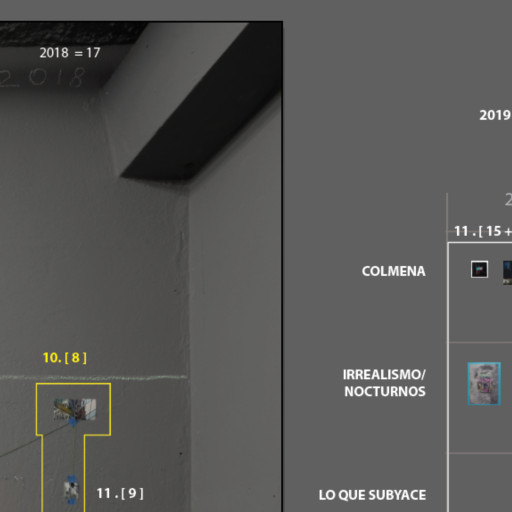 2018 = 17
2018
10. [ 8 ]
11 . [ 9 ]
2019
11 . [ 15 +
COLMENA
IRREALISMO/
NOCTURNOS
LO QUE SUBYACE